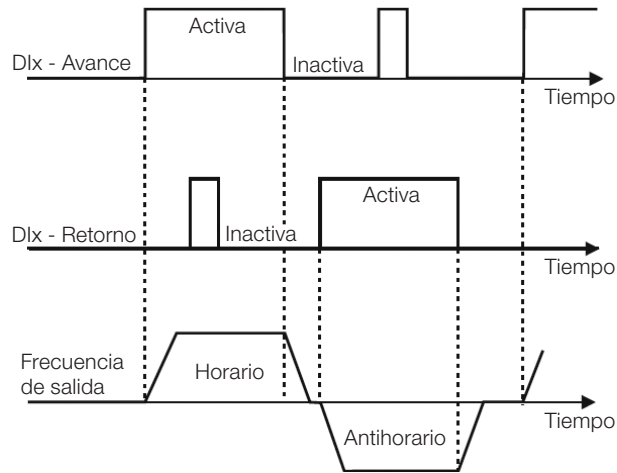 Activa
DIx - Avance
Inactiva
Tiempo
Activa
DIx - Retorno
Inactiva
Tiempo
Frecuencia
de salida
Horario
Tiempo
Antihorario